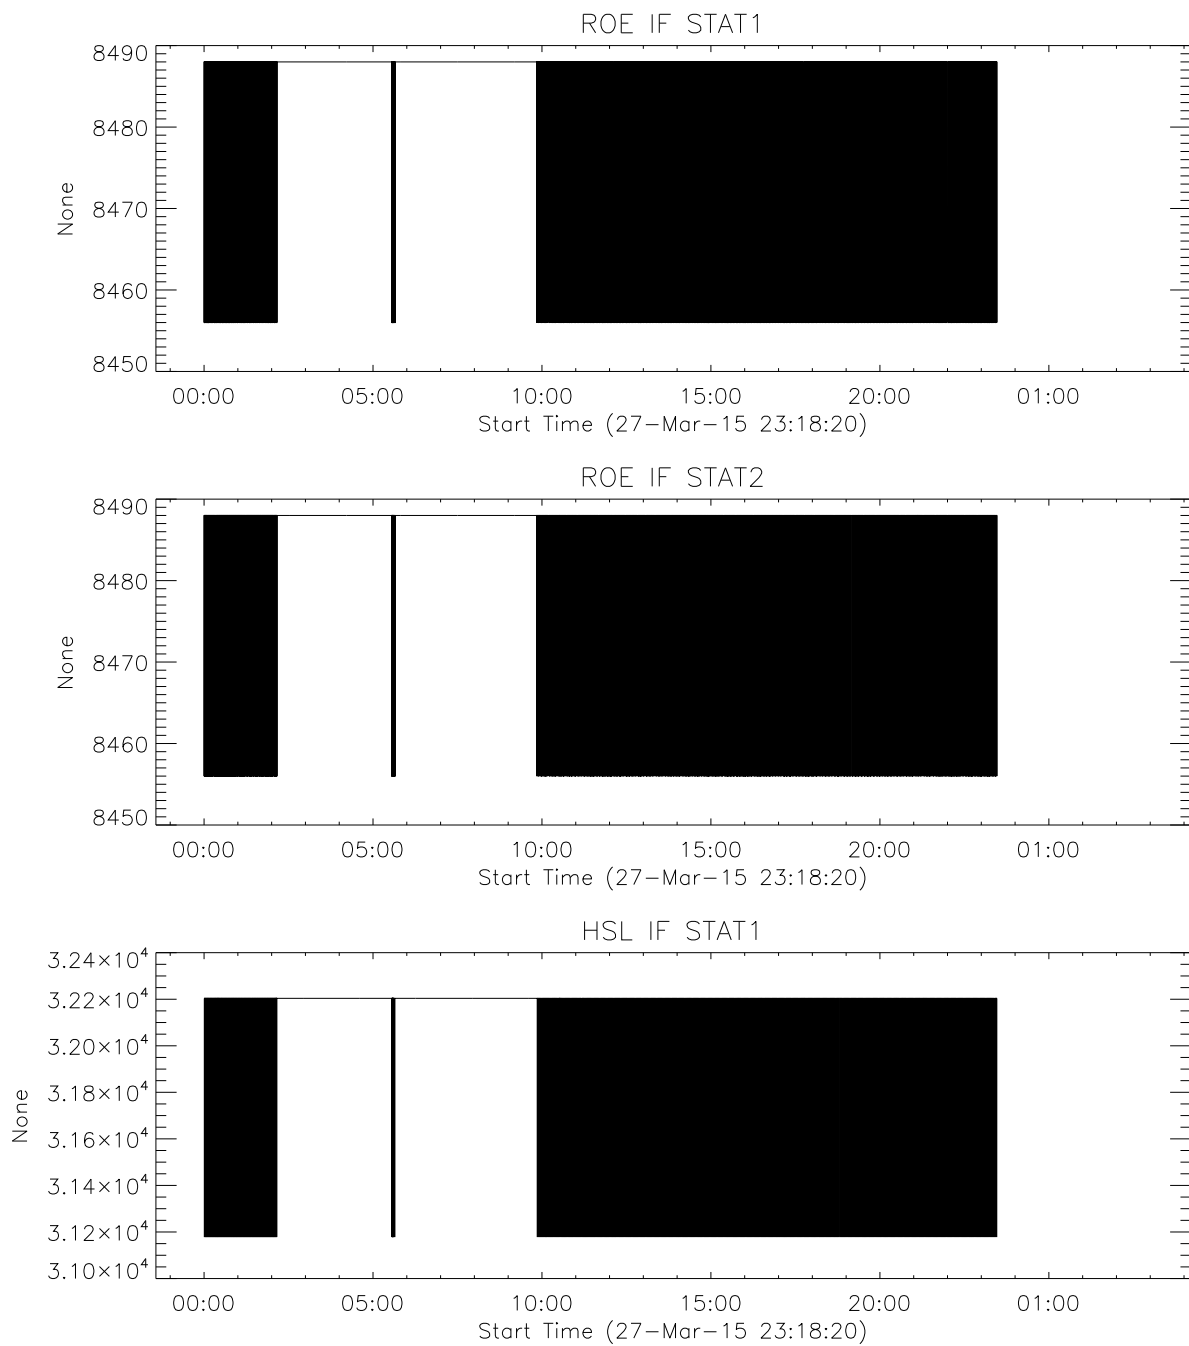 ROE IF STAT1
8490
8480
8470
8460
8450
None
00:00 05:00 10:00 15:00 20:00 01:00
Start Time (27-Mar-15 23:18:20)
ROE IF STAT2
8490
8480
8470
8460
8450
None
00:00 05:00 10:00 15:00 20:00 01:00
Start Time (27-Mar-15 23:18:20)
HSL IF STAT1
3.24×10⁴
3.22×10⁴
3.20×10⁴
3.18×10⁴
3.16×10⁴
3.14×10⁴
3.12×10⁴
3.10×10⁴
None
00:00 05:00 10:00 15:00 20:00 01:00
Start Time (27-Mar-15 23:18:20)